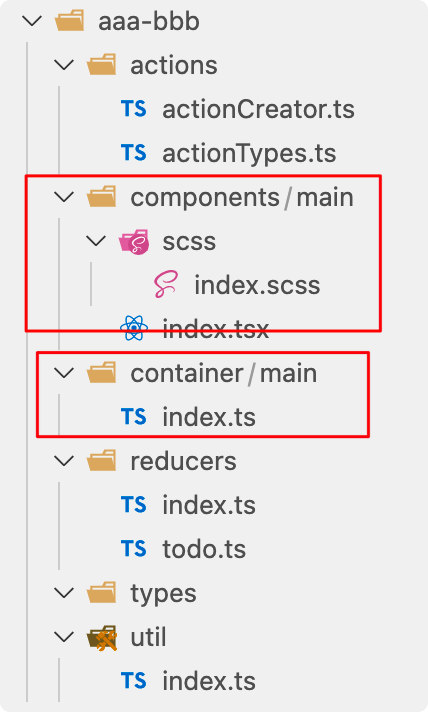 aaa-bbb
actions
TS actionCreator.ts
TS actionTypes.ts
components/main
scss
index.scss
index.tsx
container/main
TS index.ts
reducers
TS index.ts
TS todo.ts
types
util
TS index.ts